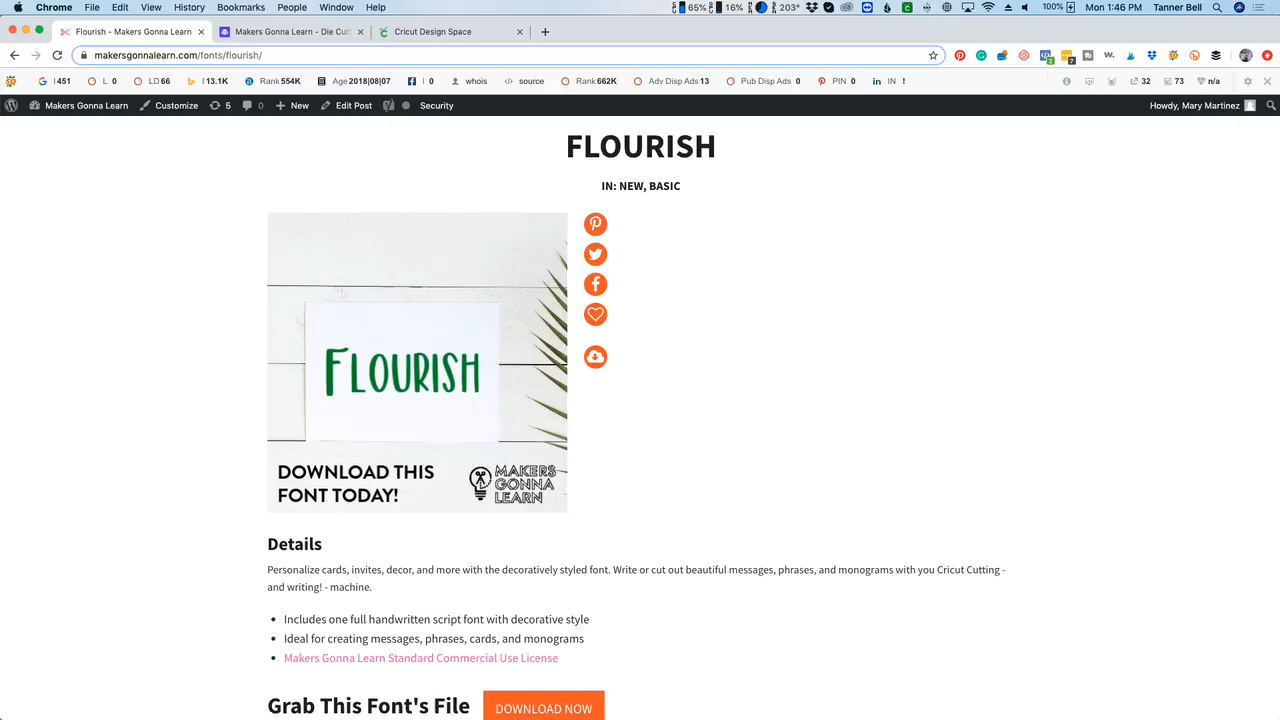 Chrome File Edit View History Bookmarks People Window Help 65% 16% 203° 100% Mon 1:46 PM Tanner Bell
Flourish - Makers Gonna Learn Makers Gonna Learn - Die Cut Cricut Design Space
makersgonnalearn.com/fonts/flourish/
I 451 L 0 LD 66 I 13.1K Rank 554K Age 2018|08|07 I 0 whois source Rank 662K Adv Disp Ads 13 Pub Disp Ads 0 PIN 0 IN ! 32 73 n/a
Makers Gonna Learn Customize 5 0 New Edit Post Security Howdy, Mary Martinez
FLOURISH
IN: NEW, BASIC
FLOURISH
DOWNLOAD THIS
FONT TODAY!
MAKERS
GONNA
LEARN
Details
Personalize cards, invites, decor, and more with the decoratively styled font. Write or cut out beautiful messages, phrases, and monograms with you Cricut Cutting -
and writing! - machine.
Includes one full handwritten script font with decorative style
Ideal for creating messages, phrases, cards, and monograms
Makers Gonna Learn Standard Commercial Use License
Grab This Font's File DOWNLOAD NOW